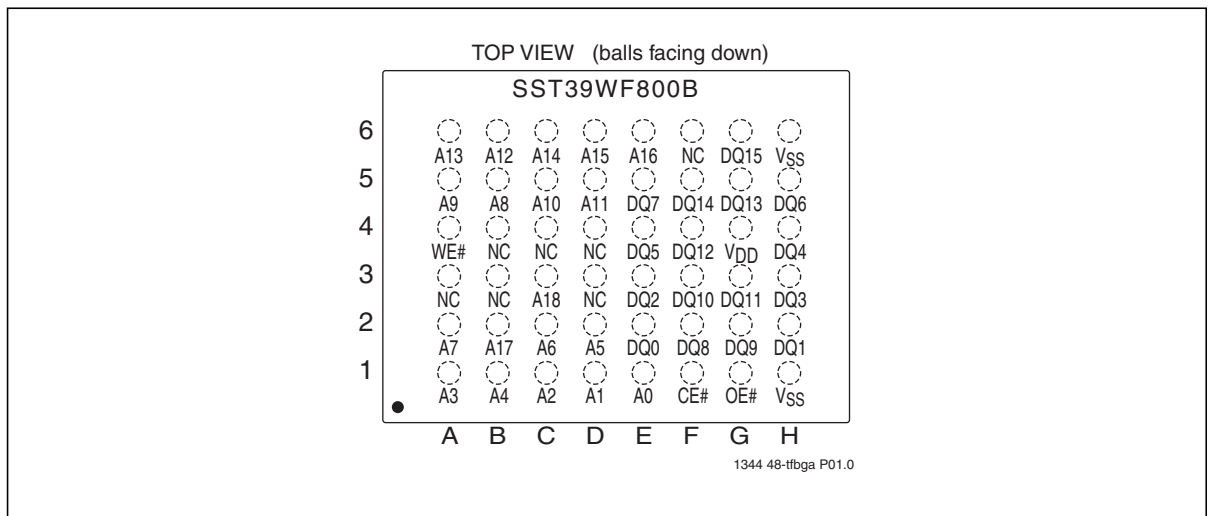 TOP VIEW (balls facing down)
SST39WF800B
6
A13 A12 A14 A15 A16 NC DQ15 VSS
5
A9 A8 A10 A11 DQ7 DQ14 DQ13 DQ6
4
WE# NC NC NC DQ5 DQ12 VDD DQ4
3
NC NC A18 NC DQ2 DQ10 DQ11 DQ3
2
A7 A17 A6 A5 DQ0 DQ8 DQ9 DQ1
1
A3 A4 A2 A1 A0 CE# OE# VSS
A B C D E F G H
1344 48-tfbga P01.0